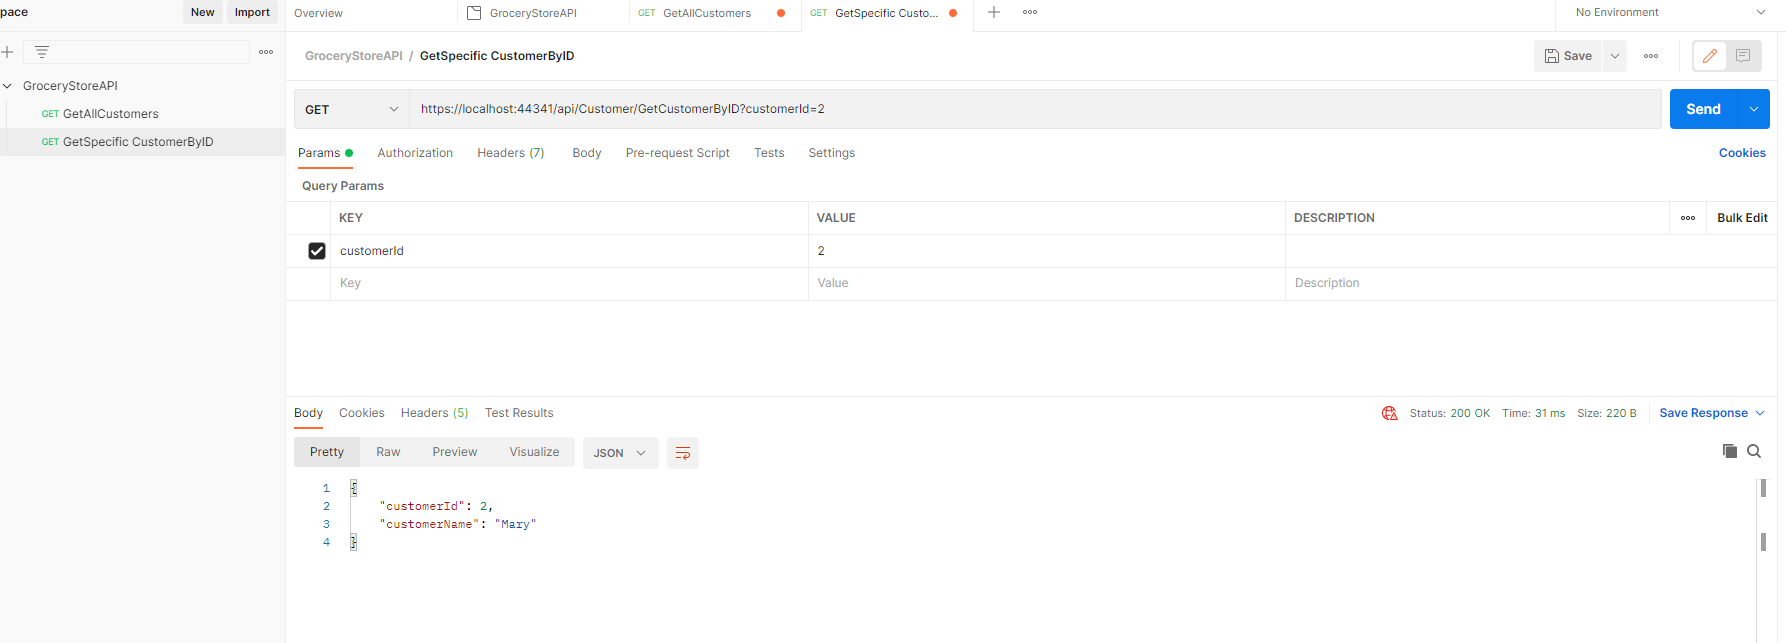 pace New Import
Overview GroceryStoreAPI GET GetAllCustomers GET GetSpecific Custo... No Environment
GroceryStoreAPI / GetSpecific CustomerByID Save
GroceryStoreAPI
GET GetAllCustomers
GET GetSpecific CustomerByID
GET https://localhost:44341/api/Customer/GetCustomerByID?customerId=2 Send
Params Authorization Headers (7) Body Pre-request Script Tests Settings Cookies
Query Params
KEY VALUE DESCRIPTION Bulk Edit
customerId 2
Key Value Description
Body Cookies Headers (5) Test Results Status: 200 OK Time: 31 ms Size: 220 B Save Response
Pretty Raw Preview Visualize JSON
1 {
2 "customerId": 2,
3 "customerName": "Mary"
4 }